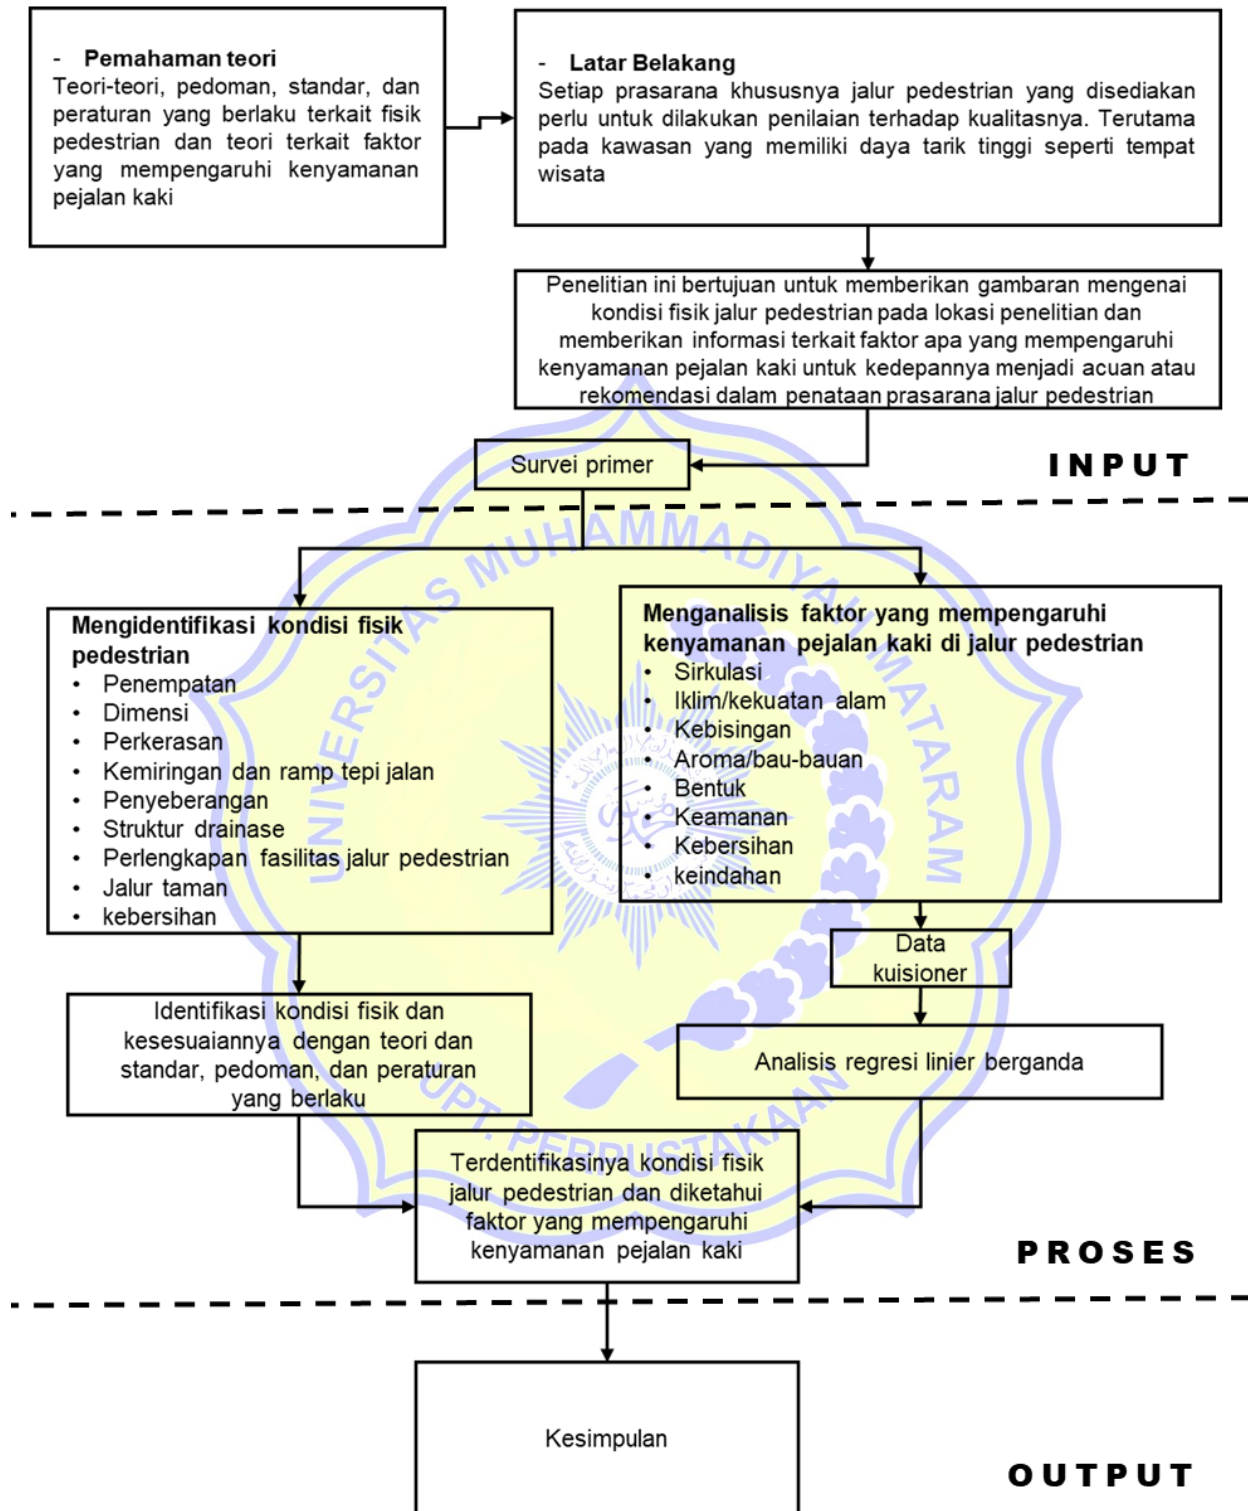 - Pemahaman teori
Teori-teori, pedoman, standar, dan
peraturan yang berlaku terkait fisik
pedestrian dan teori terkait faktor
yang mempengaruhi kenyamanan
pejalan kaki
- Latar Belakang
Setiap prasarana khususnya jalur pedestrian yang disediakan
perlu untuk dilakukan penilaian terhadap kualitasnya. Terutama
pada kawasan yang memiliki daya tarik tinggi seperti tempat
wisata
Penelitian ini bertujuan untuk memberikan gambaran mengenai
kondisi fisik jalur pedestrian pada lokasi penelitian dan
memberikan informasi terkait faktor apa yang mempengaruhi
kenyamanan pejalan kaki untuk kedepannya menjadi acuan atau
rekomendasi dalam penataan prasarana jalur pedestrian
Survei primer
INPUT
UNIVERSITAS MUHAMMADIYAH MATARAM
Mengidentifikasi kondisi fisik
pedestrian
• Penempatan
• Dimensi
• Perkerasan
• Kemiringan dan ramp tepi jalan
• Penyeberangan
• Struktur drainase
• Perlengkapan fasilitas jalur pedestrian
• Jalur taman
• kebersihan
Menganalisis faktor yang mempengaruhi
kenyamanan pejalan kaki di jalur pedestrian
• Sirkulasi
• Iklim/kekuatan alam
• Kebisingan
• Aroma/bau-bauan
• Bentuk
• Keamanan
• Kebersihan
• keindahan
Data
kuisioner
Identifikasi kondisi fisik dan
kesesuaiannya dengan teori dan
standar, pedoman, dan peraturan
yang berlaku
Analisis regresi linier berganda
UPT. PERPUSTAKAAN
Terdentifikasinya kondisi fisik
jalur pedestrian dan diketahui
faktor yang mempengaruhi
kenyamanan pejalan kaki
PROSES
Kesimpulan
OUTPUT